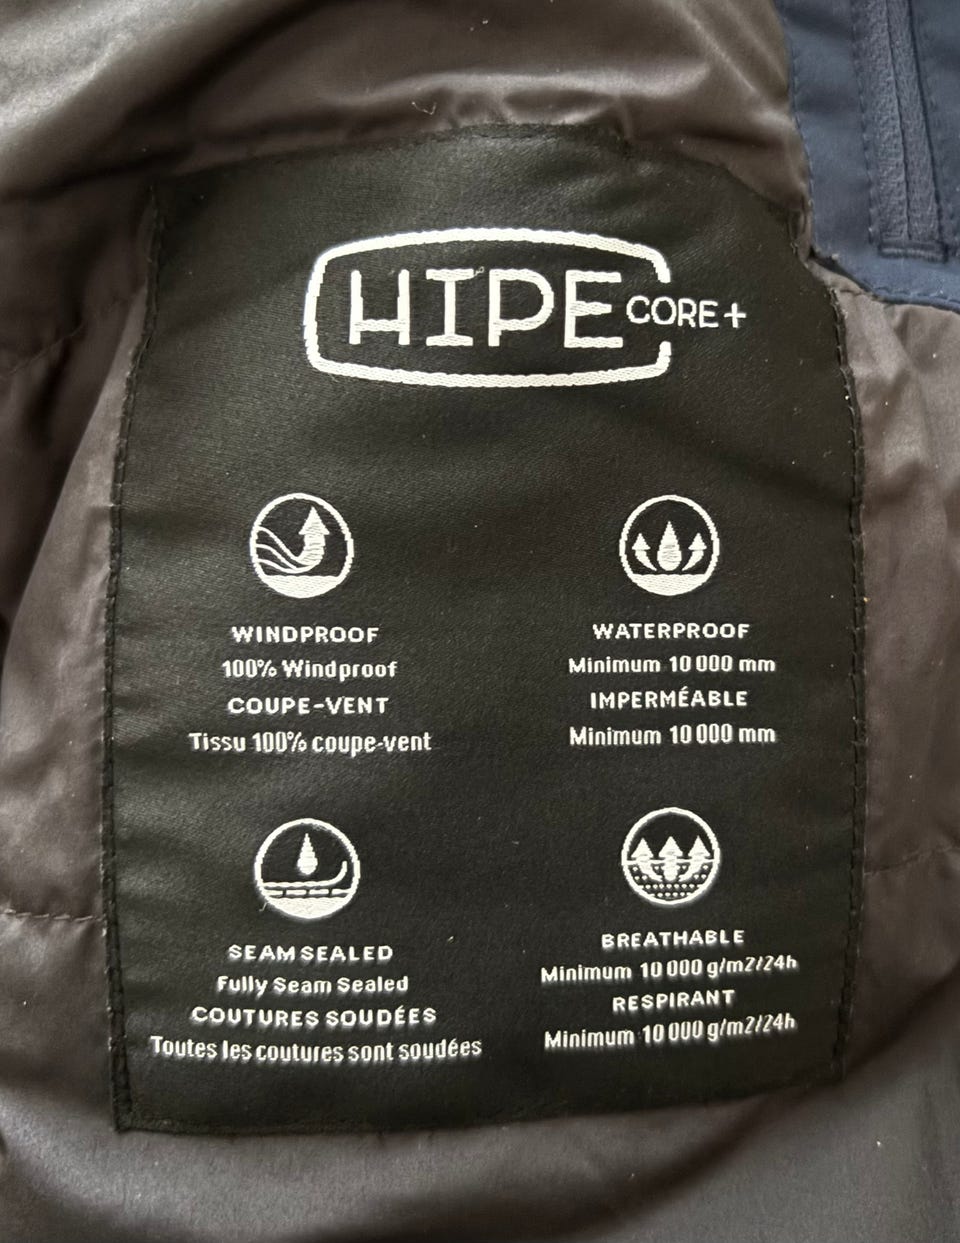 HIPE CORE+
WINDPROOF
100% Windproof
COUPE-VENT
Tissu 100% coupe-vent
WATERPROOF
Minimum 10 000 mm
IMPERMÉABLE
Minimum 10 000 mm
SEAM SEALED
Fully Seam Sealed
COUTURES SOUDÉES
Toutes les coutures sont soudées
BREATHABLE
Minimum 10 000 g/m2/24h
RESPIRANT
Minimum 10 000 g/m2/24h